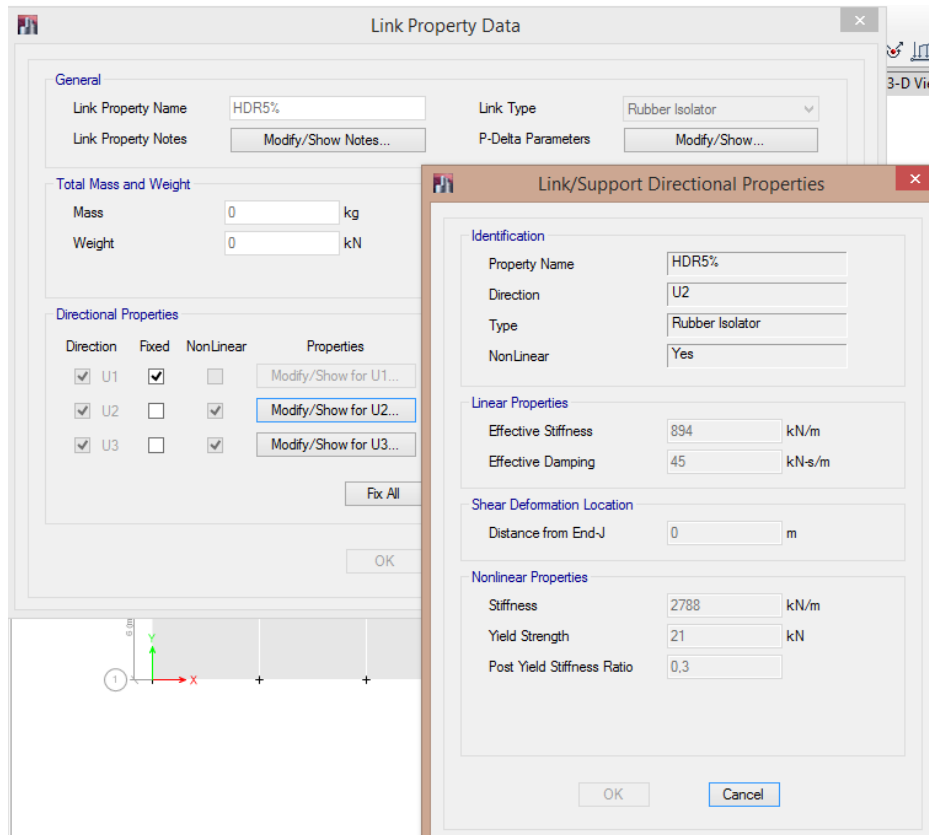 Link Property Data
3-D Vie
General
Link Property Name HDR5% Link Type Rubber Isolator
Link Property Notes Modify/Show Notes... P-Delta Parameters Modify/Show...
Total Mass and Weight
Mass 0 kg
Weight 0 kN
Directional Properties
Direction Fixed NonLinear Properties
U1 Modify/Show for U1...
U2 Modify/Show for U2...
U3 Modify/Show for U3...
Fix All
OK
Link/Support Directional Properties
Identification
Property Name HDR5%
Direction U2
Type Rubber Isolator
NonLinear Yes
Linear Properties
Effective Stiffness 894 kN/m
Effective Damping 45 kN-s/m
Shear Deformation Location
Distance from End-J 0 m
Nonlinear Properties
Stiffness 2788 kN/m
Yield Strength 21 kN
Post Yield Stiffness Ratio 0,3
OK Cancel
Y
1 X